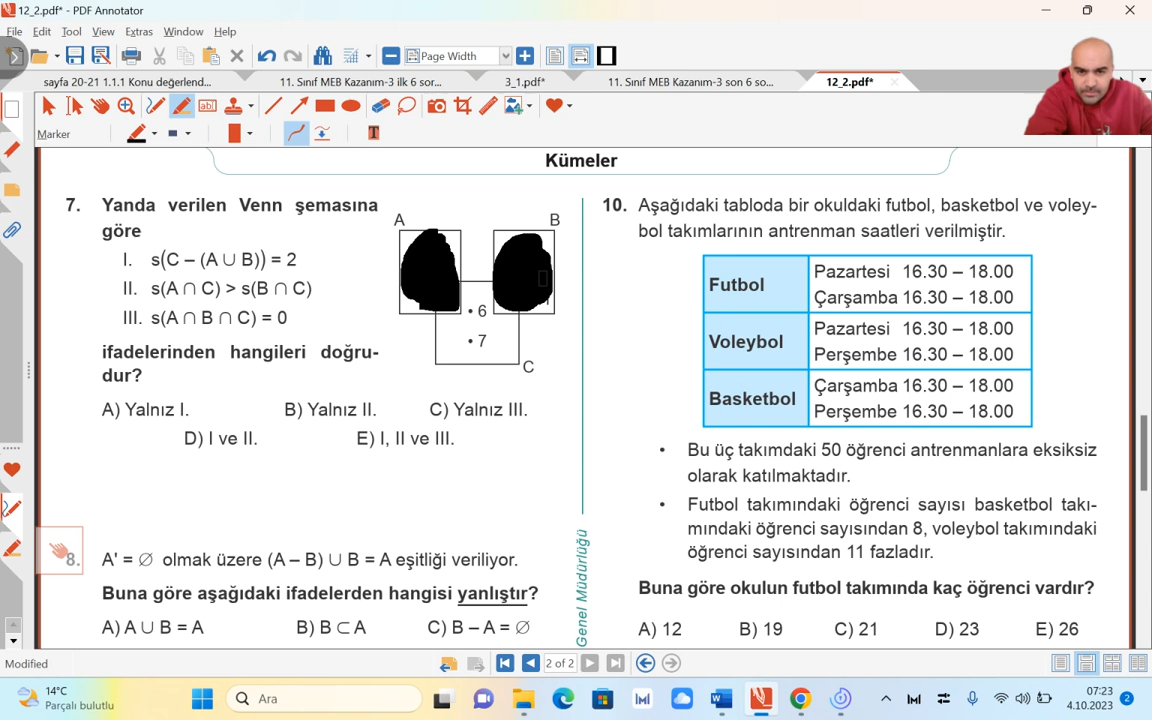 12_2.pdf* - PDF Annotator
File Edit Tool View Extras Window Help
Page Width
sayfa 20-21 1.1.1 Konu değerlend...
11. Sınıf MEB Kazanım-3 ilk 6 sor...
3_1.pdf*
11. Sınıf MEB Kazanım-3 son 6 so...
12_2.pdf*
Marker
Kümeler
7. Yanda verilen Venn şemasına
göre
I. s(C – (A ∪ B)) = 2
II. s(A ∩ C) > s(B ∩ C)
III. s(A ∩ B ∩ C) = 0
ifadelerinden hangileri doğru-
dur?
A) Yalnız I. B) Yalnız II. C) Yalnız III.
D) I ve II. E) I, II ve III.
A B
• 6
• 7
C
8. A' = ∅ olmak üzere (A – B) ∪ B = A eşitliği veriliyor.
Buna göre aşağıdaki ifadelerden hangisi yanlıştır?
A) A ∪ B = A B) B ⊂ A C) B – A = ∅
Genel Müdürlüğü
10. Aşağıdaki tabloda bir okuldaki futbol, basketbol ve voley-
bol takımlarının antrenman saatleri verilmiştir.
Futbol
Pazartesi 16.30 – 18.00
Çarşamba 16.30 – 18.00
Voleybol
Pazartesi 16.30 – 18.00
Perşembe 16.30 – 18.00
Basketbol
Çarşamba 16.30 – 18.00
Perşembe 16.30 – 18.00
• Bu üç takımdaki 50 öğrenci antrenmanlara eksiksiz
olarak katılmaktadır.
• Futbol takımındaki öğrenci sayısı basketbol takı-
mındaki öğrenci sayısından 8, voleybol takımındaki
öğrenci sayısından 11 fazladır.
Buna göre okulun futbol takımında kaç öğrenci vardır?
A) 12 B) 19 C) 21 D) 23 E) 26
Modified
2 of 2
14°C
Parçalı bulutlu
Ara
07:23
4.10.2023
2